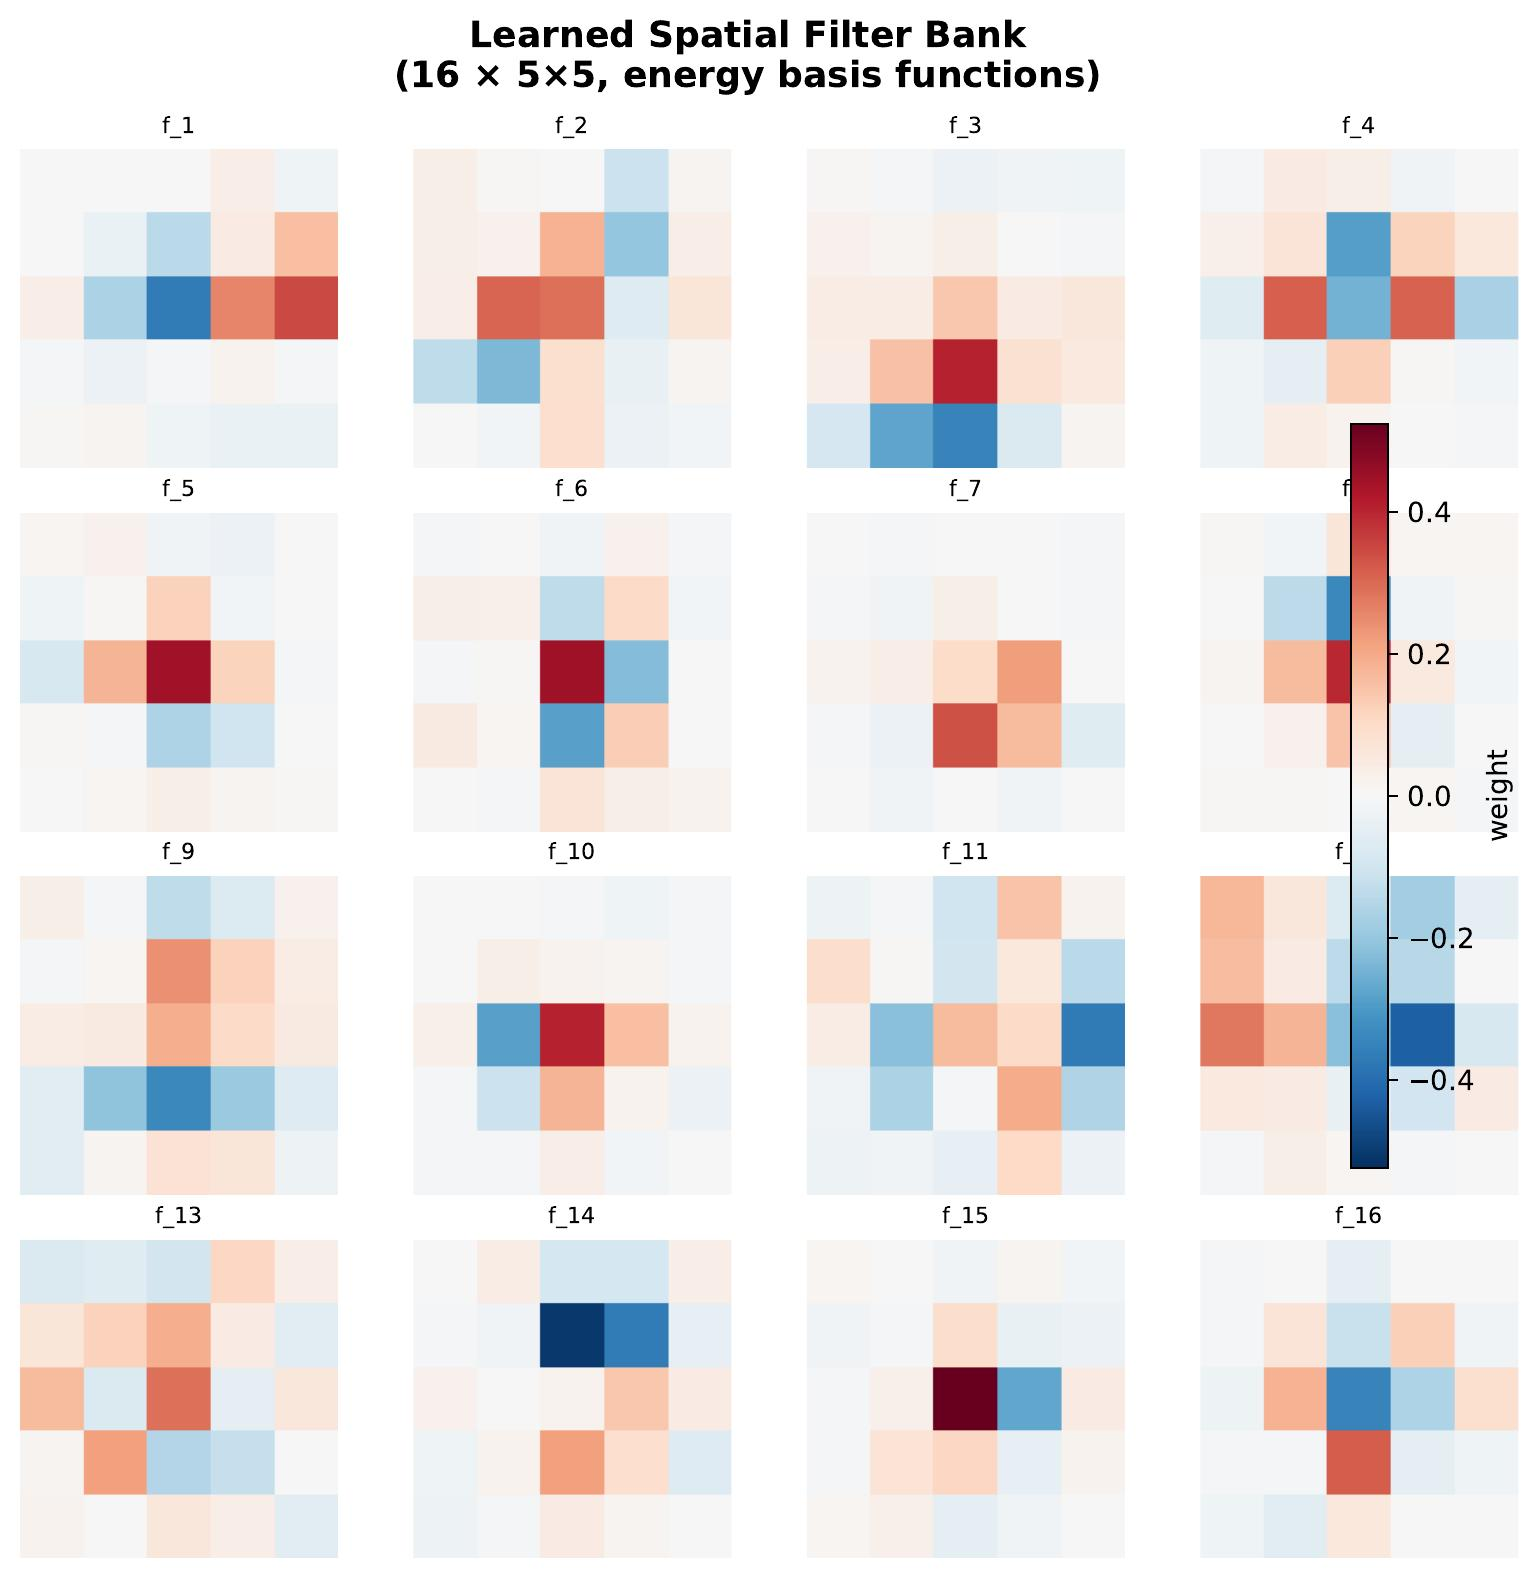 Learned Spatial Filter Bank
(16 × 5×5, energy basis functions)
f_1
f_2
f_3
f_4
f_5
f_6
f_7
f_9
f_10
f_11
f_13
f_14
f_15
f_16
0.4
0.2
0.0
−0.2
−0.4
weight